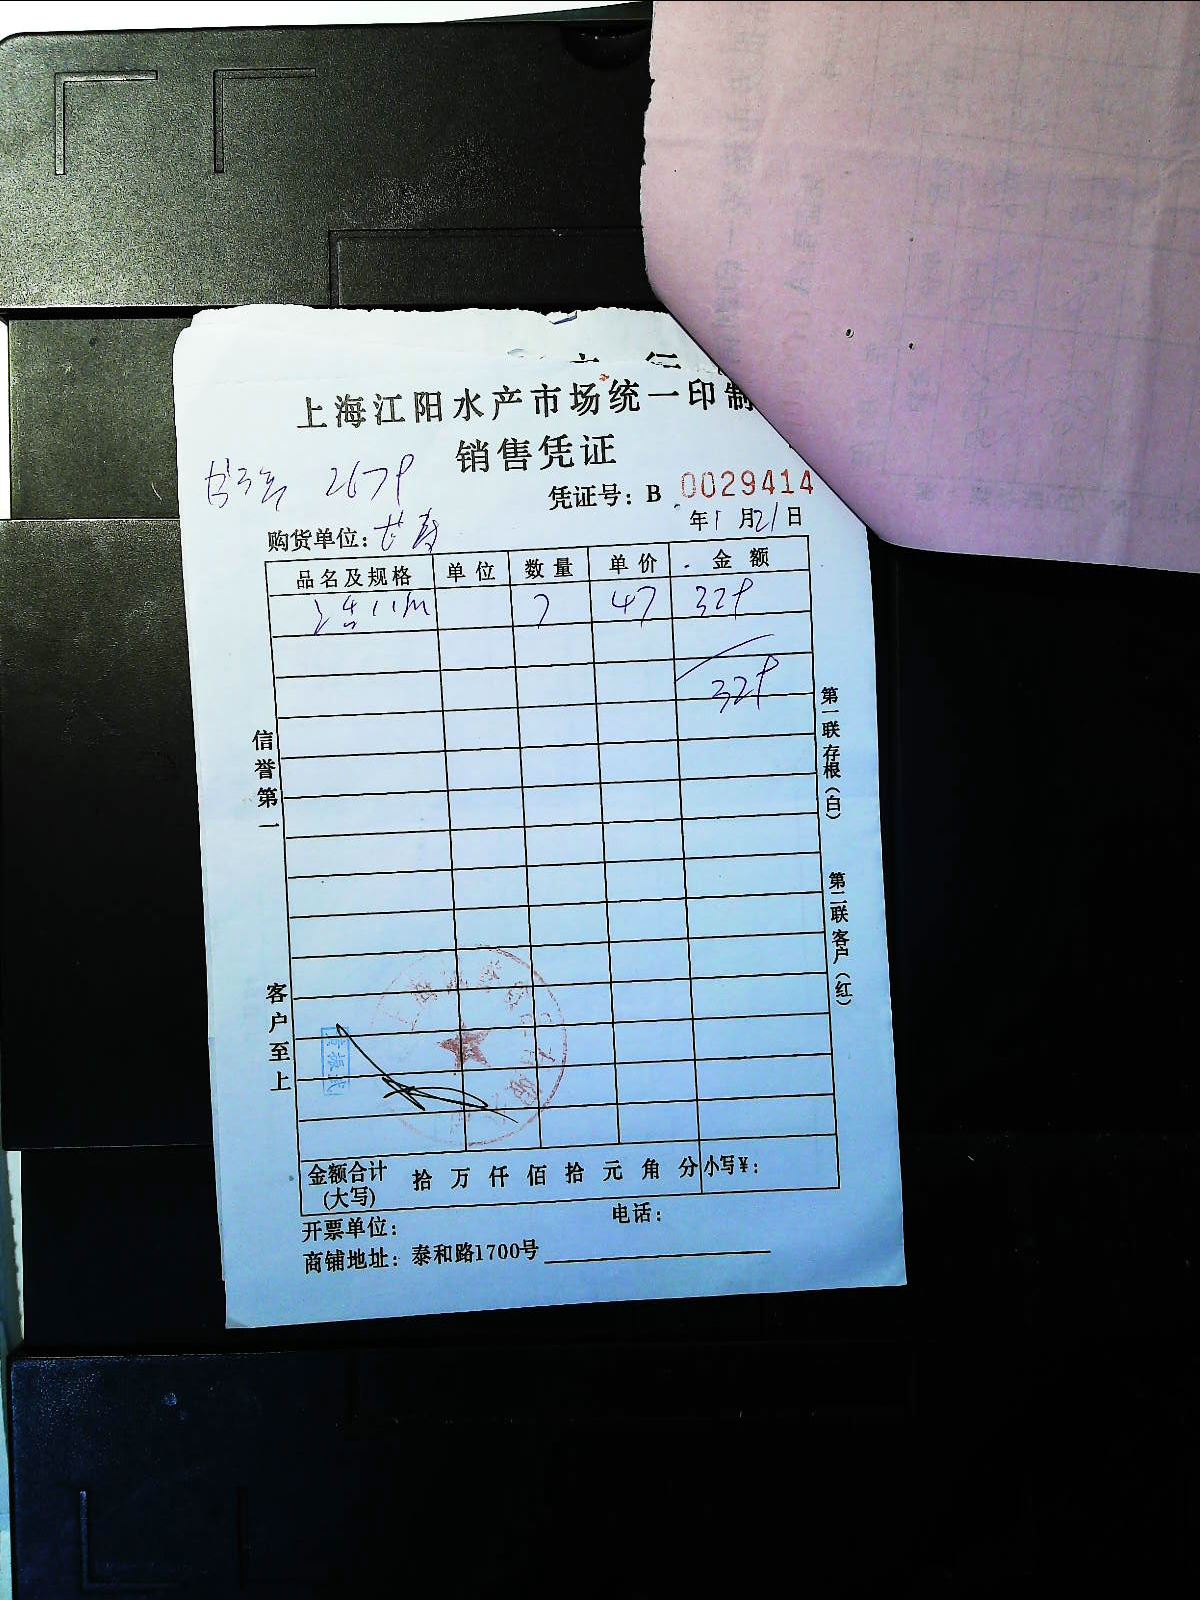 上海江阳水产市场统一印制
销售凭证
2679
凭证号：B 0029414
年1月21日
购货单位：长寿
品名及规格 单位 数量 单价 金额
7 47 329
329
信誉第一
客户至上
第一联存根（白）
第二联客户（红）
金额合计(大写) 拾 万 仟 佰 拾 元 角 分 小写¥：
开票单位： 电话：
商铺地址：泰和路1700号